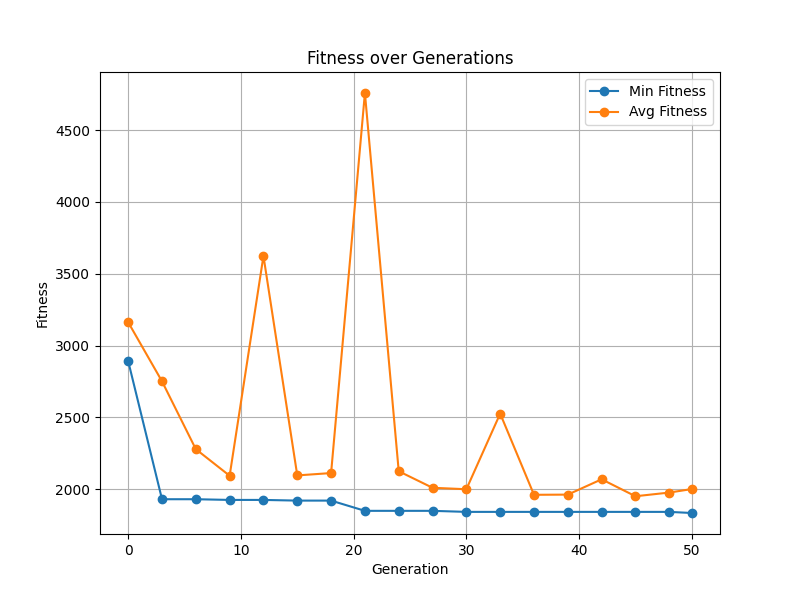 Fitness over Generations
Min Fitness
Avg Fitness
4500
4000
3500
3000
2500
2000
Fitness
0 10 20 30 40 50
Generation